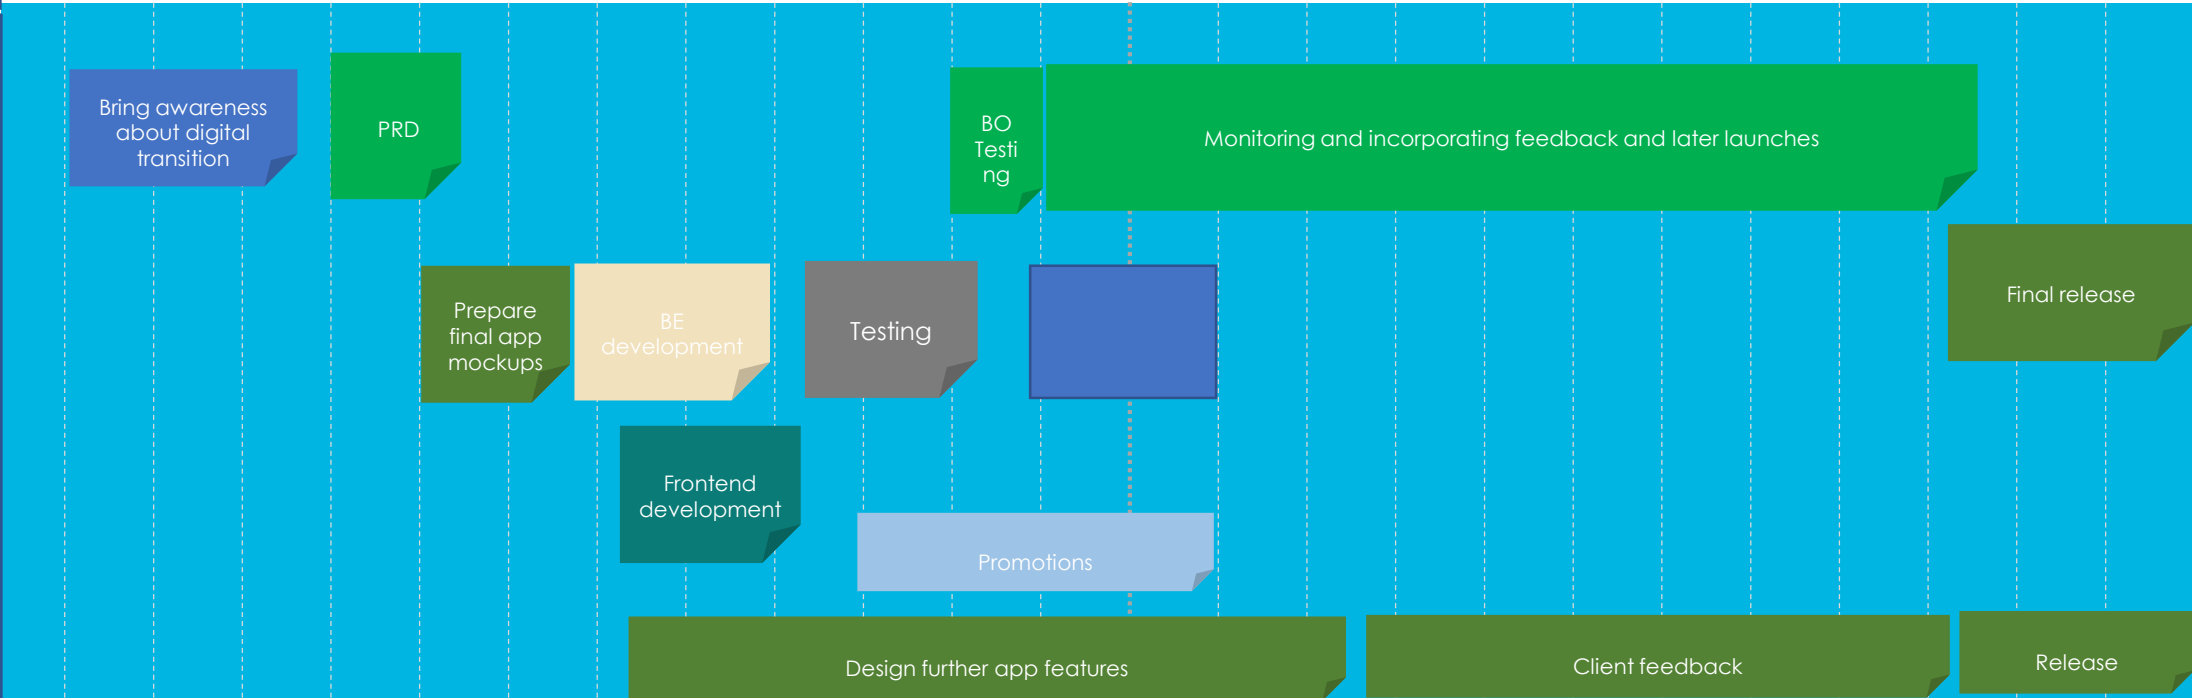 Bring awareness
about digital
transition
PRD
BO
Testi
ng
Monitoring and incorporating feedback and later launches
Prepare
final app
mockups
BE
development
Testing
Final release
Frontend
development
Promotions
Design further app features
Client feedback
Release